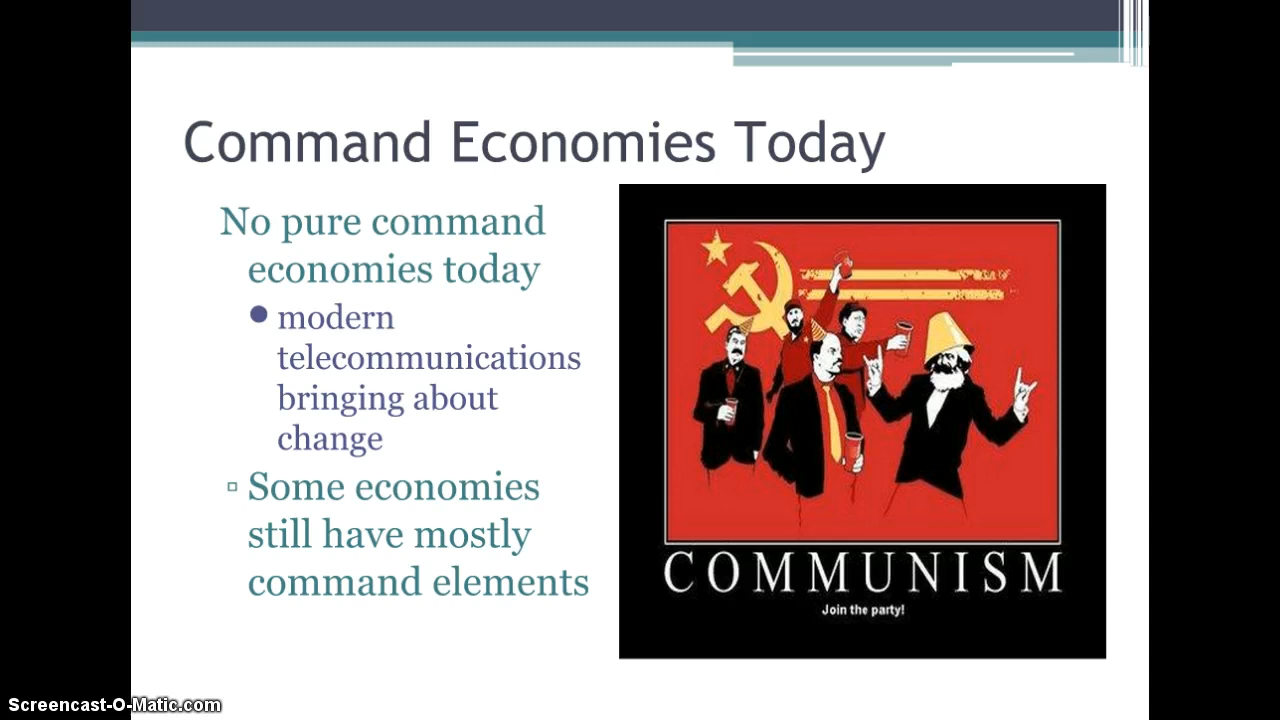 Command Economies Today
No pure command
economies today
● modern
telecommunications
bringing about
change
▫ Some economies
still have mostly
command elements
COMMUNISM
Join the party!
Screencast-O-Matic.com